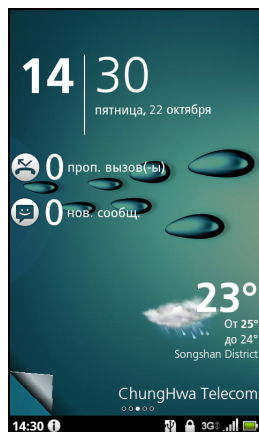 14 30
пятница, 22 октября
0 проп. вызов(-ы)
0 нов. сообщ.
23°
От 25°
до 24°
Songshan District
ChungHwa Telecom
14:30 3G